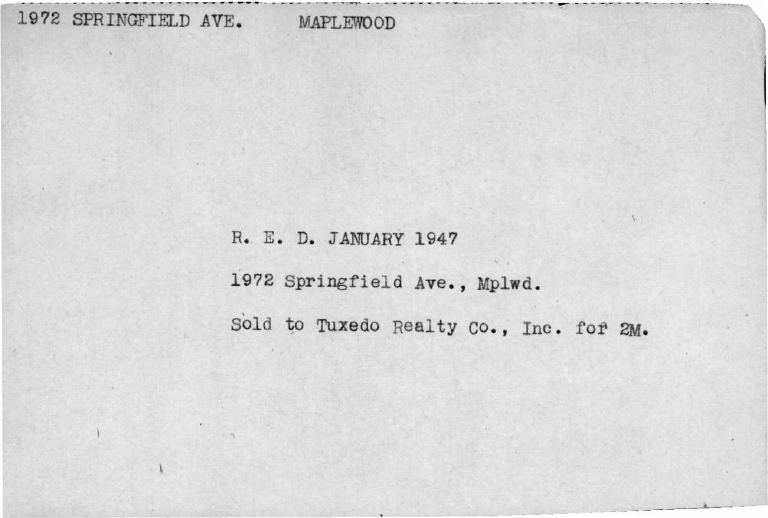 1972 SPRINGFIELD AVE. MAPLEWOOD
R. E. D. JANUARY 1947
1972 Springfield Ave., Mplwd.
Sold to Tuxedo Realty Co., Inc. for 2M.